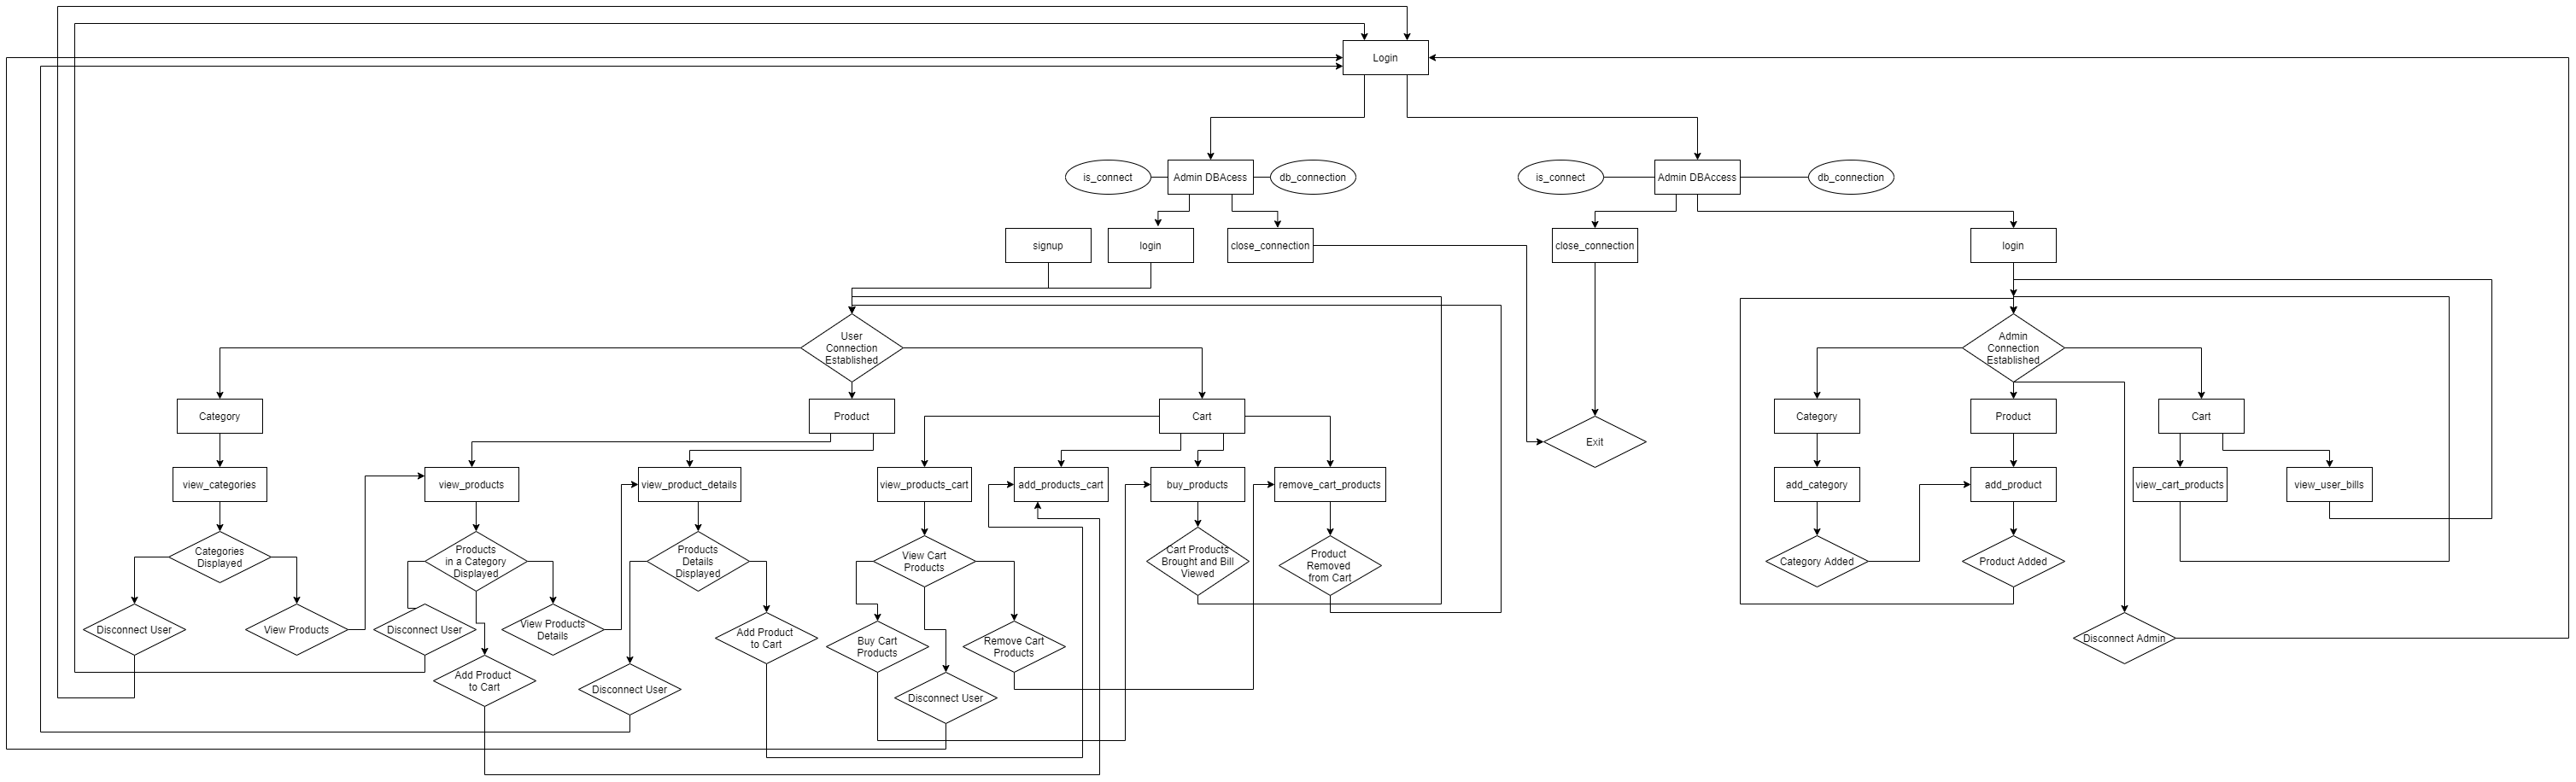 Login
is_connect
Admin DBAcess
db_connection
is_connect
Admin DBAccess
db_connection
signup
login
close_connection
close_connection
login
User
Connection
Established
Admin
Connection
Established
Category
Product
Cart
Exit
Category
Product
Cart
view_categories
view_products
view_product_details
view_products_cart
add_products_cart
buy_products
remove_cart_products
add_category
add_product
view_cart_products
view_user_bills
Categories
Displayed
Products
in a Category
Displayed
Products
Details
Displayed
View Cart
Products
Cart Products
Brought and Bill
Viewed
Product
Removed
from Cart
Category Added
Product Added
Disconnect User
View Products
Disconnect User
View Products
Details
Add Product
to Cart
Buy Cart
Products
Remove Cart
Products
Disconnect Admin
Add Product
to Cart
Disconnect User
Disconnect User